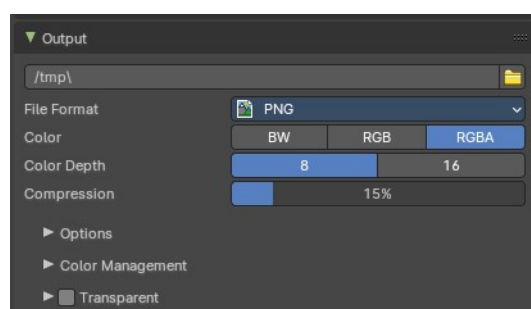 Output
/tmp\
File Format PNG
Color BW RGB RGBA
Color Depth 8 16
Compression 15%
Options
Color Management
Transparent